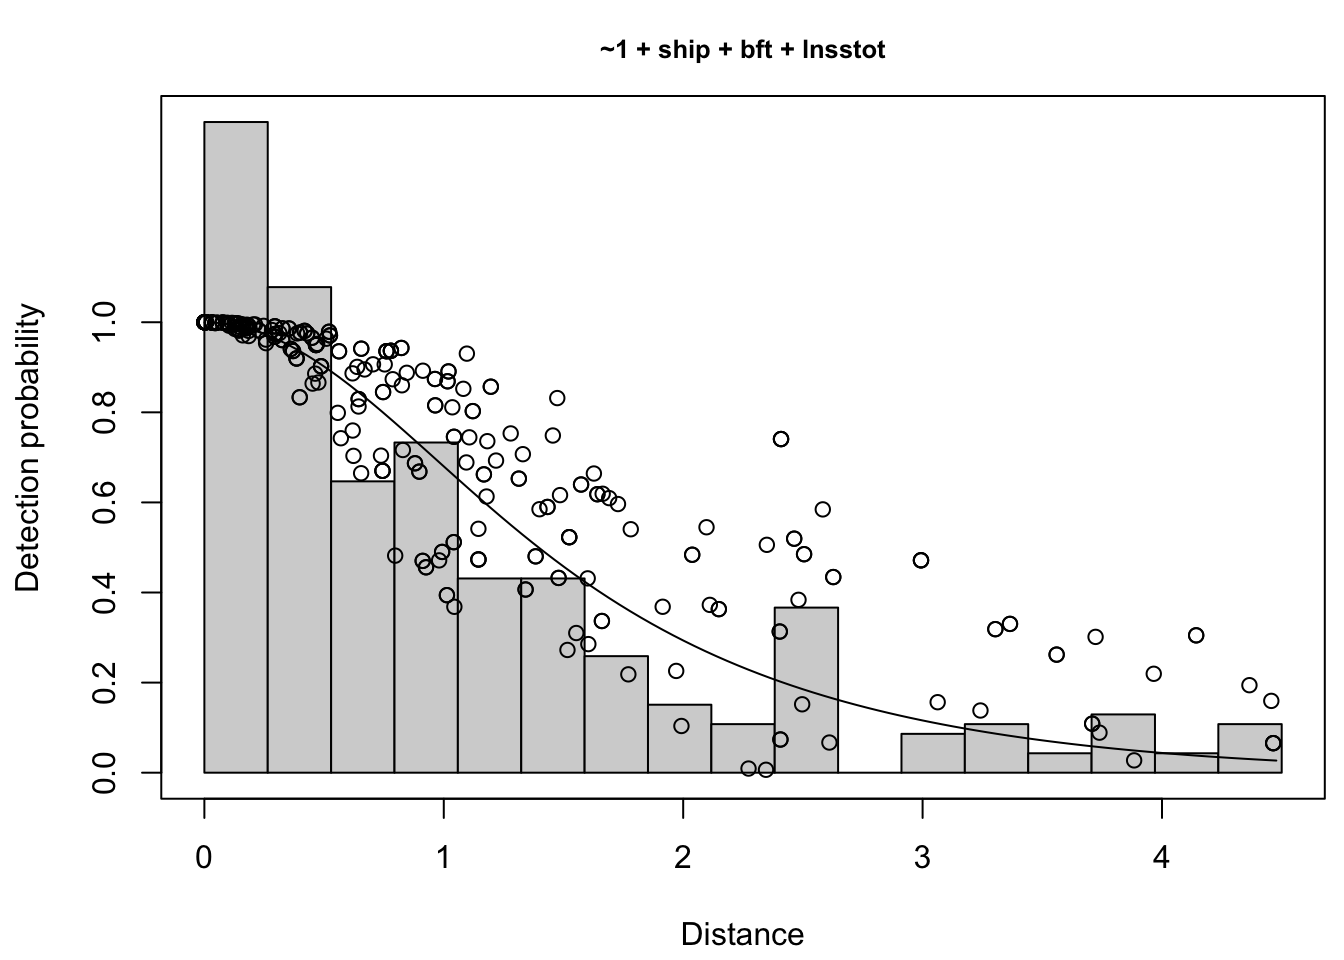 ~1 + ship + bft + lnsstot
Detection probability
1.0
0.8
0.6
0.4
0.2
0.0
0 1 2 3 4
Distance